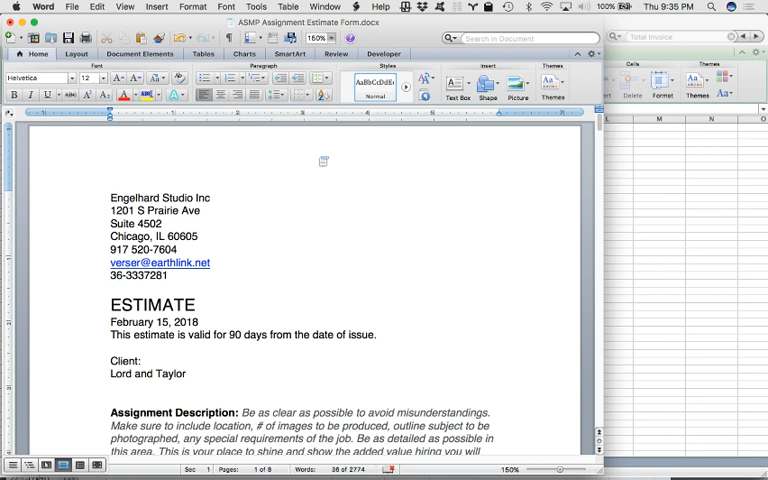 Word File Edit View Insert Format Font Tools Table Window Help 100% Thu 9:35 PM
ASMP Assignment Estimate Form.docx
150% Search in Document Total Invoice
Home Layout Document Elements Tables Charts SmartArt Review Developer
Font Paragraph Styles Insert Themes Cells Themes
Helvetica 12 AaBbCcDdEe Normal Text Box Shape Picture Themes Delete Format Themes
L M N O
Engelhard Studio Inc
1201 S Prairie Ave
Suite 4502
Chicago, IL 60605
917 520-7604
verser@earthlink.net
36-3337281
ESTIMATE
February 15, 2018
This estimate is valid for 90 days from the date of issue.
Client:
Lord and Taylor
Assignment Description: Be as clear as possible to avoid misunderstandings.
Make sure to include location, # of images to be produced, outline subject to be
photographed, any special requirements of the job. Be as detailed as possible in
this area. This is your place to shine and show the added value hiring you will
Sec 1 Pages: 1 of 8 Words: 36 of 2774 150%